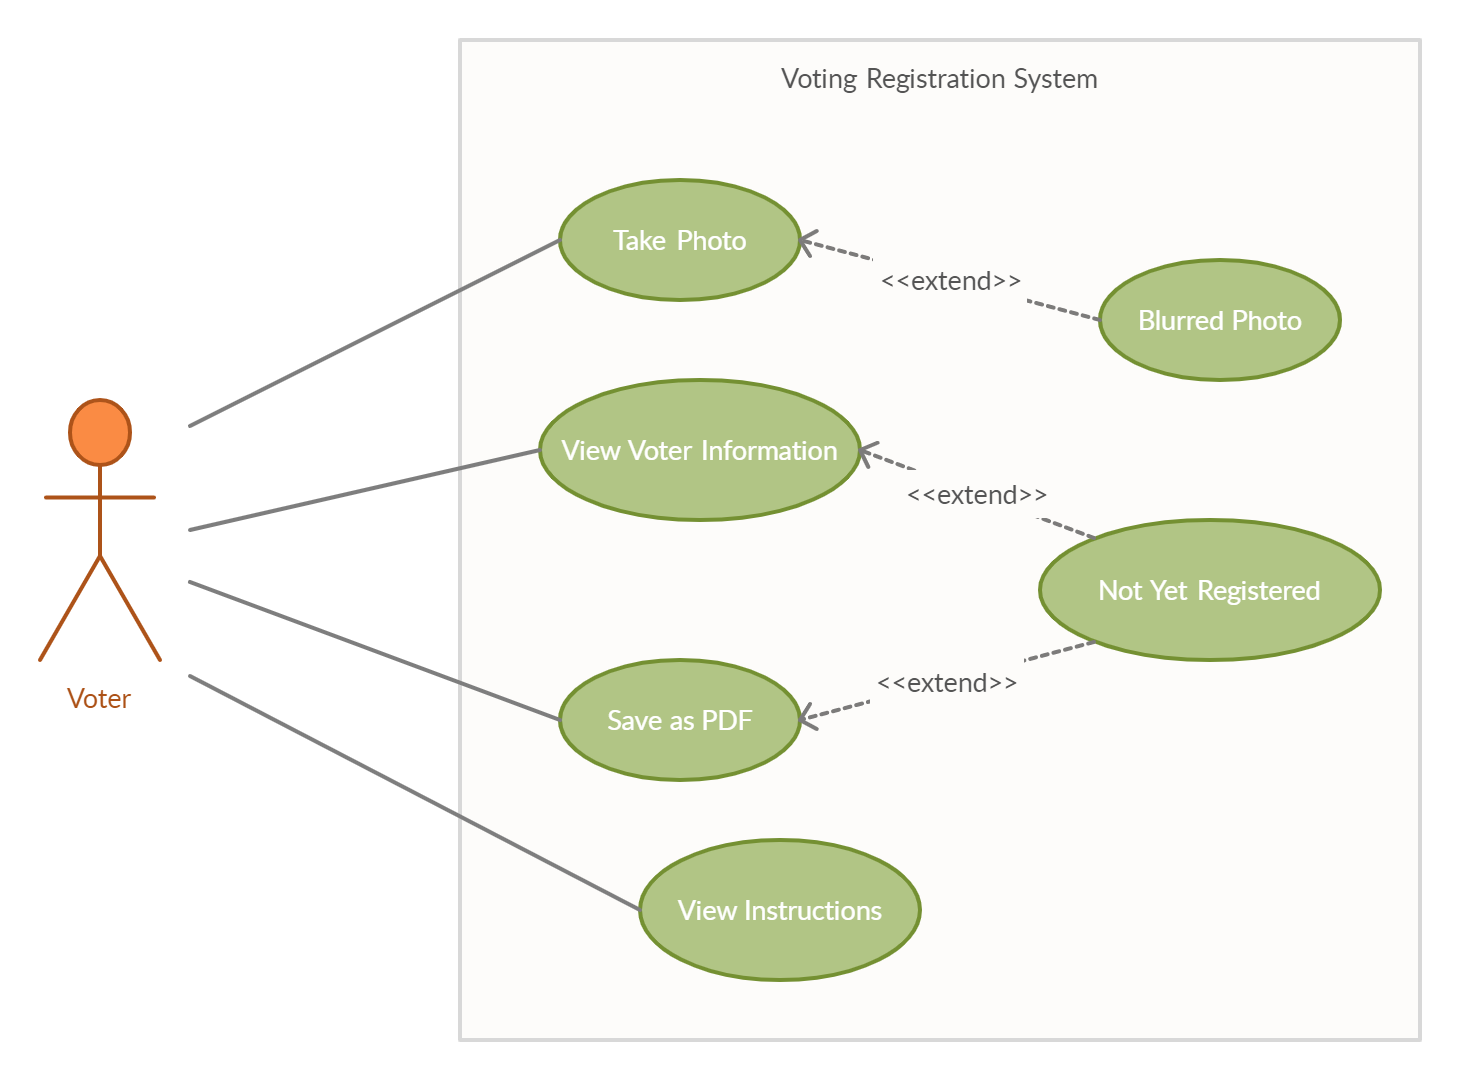 Voting Registration System
Take Photo
<<extend>>
Blurred Photo
View Voter Information
<<extend>>
Not Yet Registered
<<extend>>
Voter
Save as PDF
View Instructions